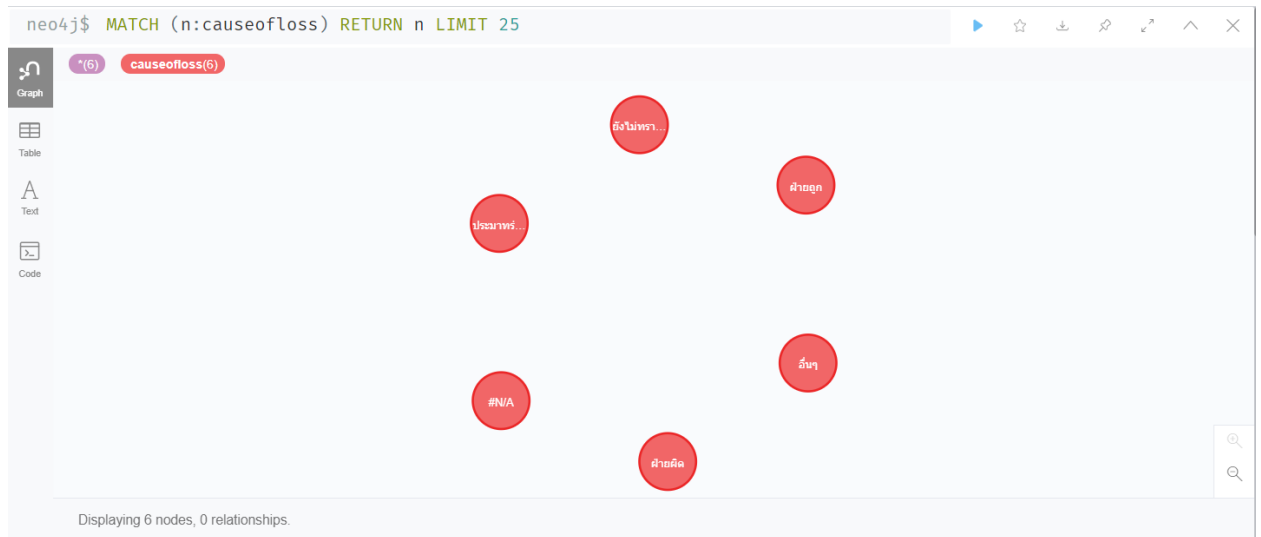 neo4j$ MATCH (n:causeofloss) RETURN n LIMIT 25
*(6) causeofloss(6)
Graph
Table
Text
Code
ยังไม่ทรา...
ฝ่ายถูก
ประมาทร่...
อื่นๆ
#N/A
ฝ่ายผิด
Displaying 6 nodes, 0 relationships.